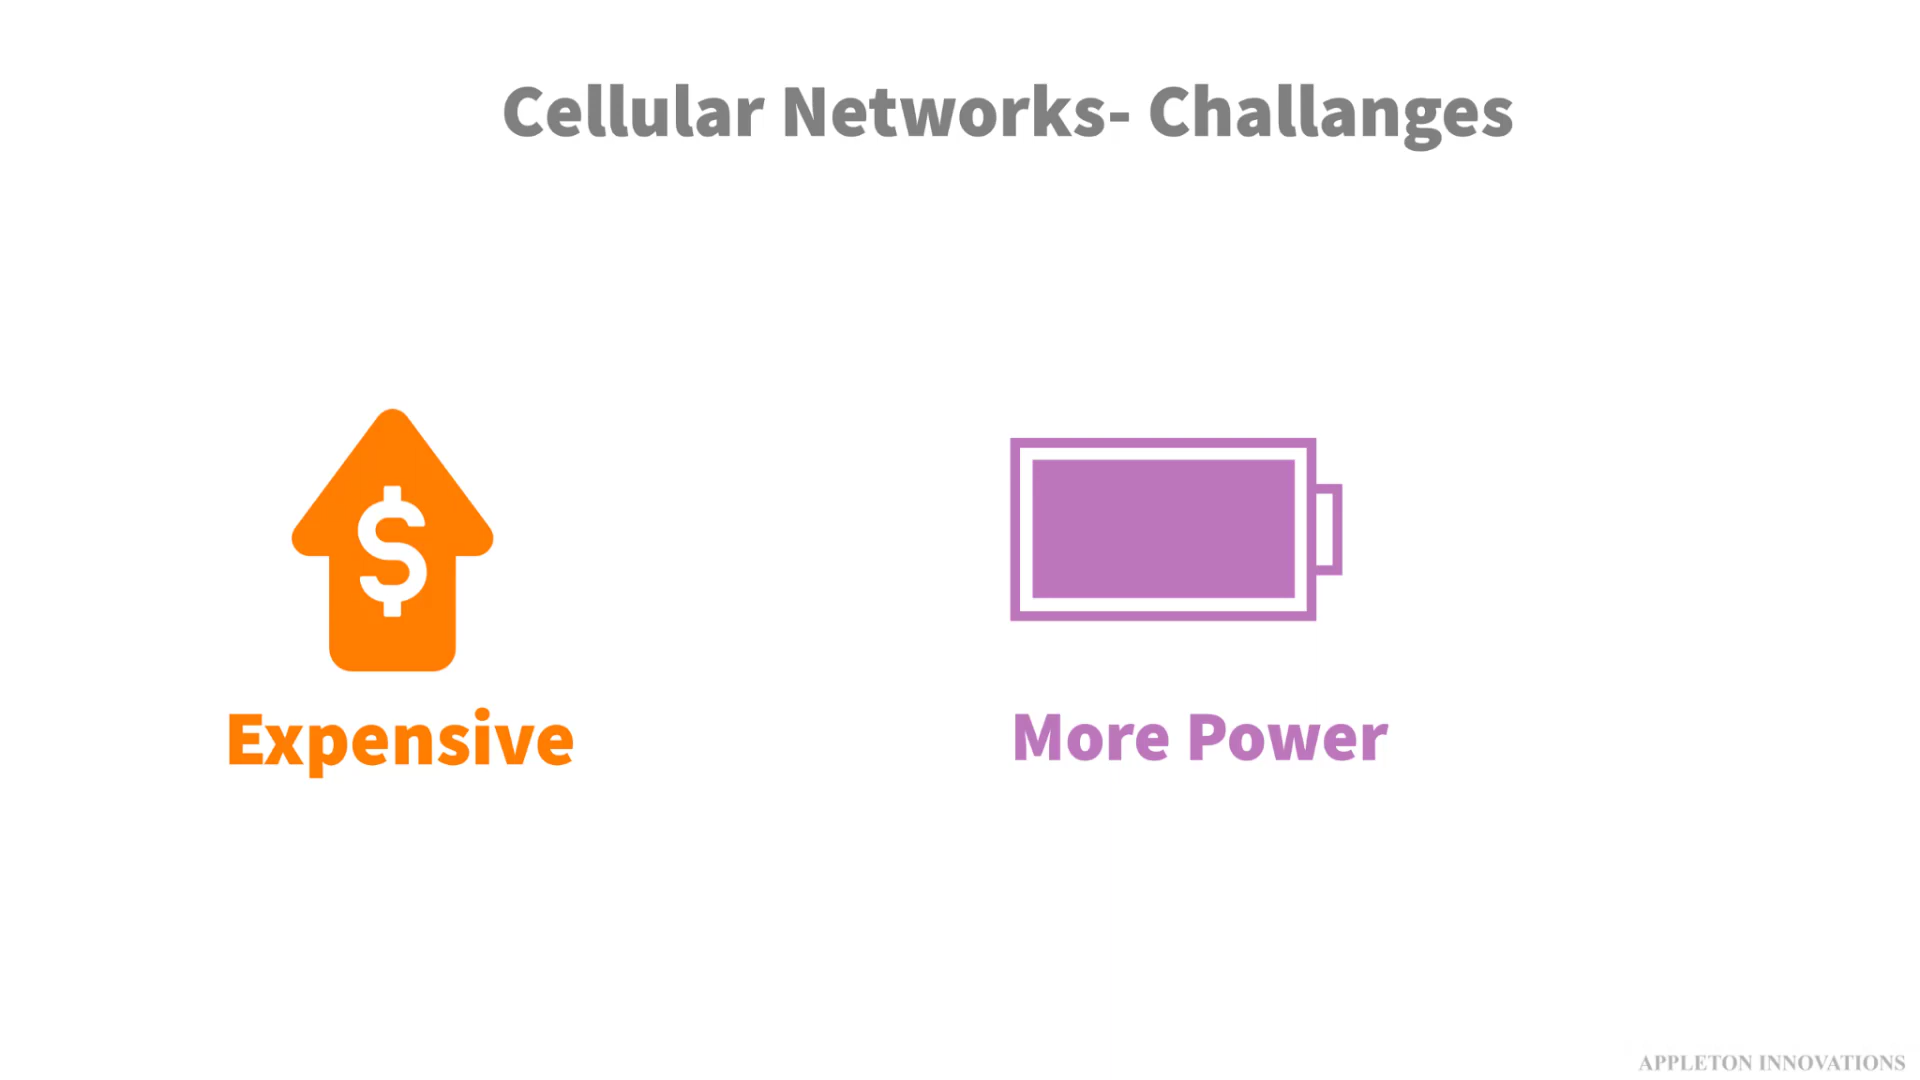 Cellular Networks- Challanges
$
Expensive
More Power
APPLETON INNOVATIONS